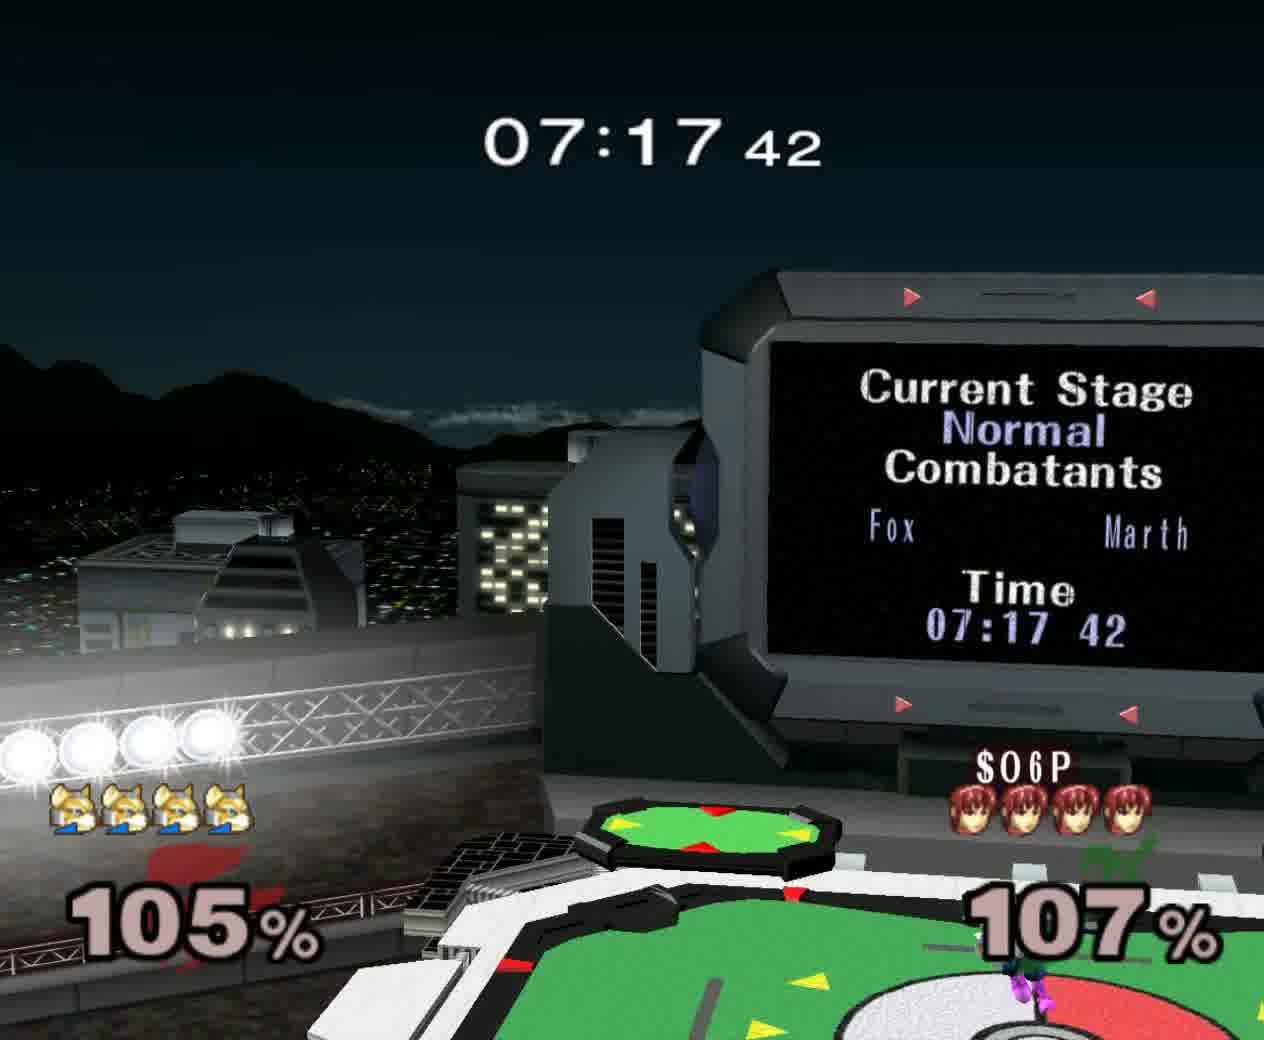 07:17 42
Current Stage
Normal
Combatants
Fox Marth
Time
07:17 42
$06P
105%
107%